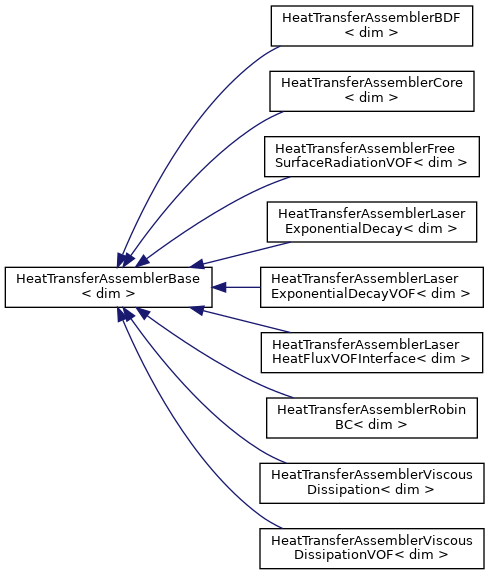 HeatTransferAssemblerBDF
< dim >
HeatTransferAssemblerCore
< dim >
HeatTransferAssemblerFree
SurfaceRadiationVOF< dim >
HeatTransferAssemblerLaser
ExponentialDecay< dim >
HeatTransferAssemblerBase
< dim >
HeatTransferAssemblerLaser
ExponentialDecayVOF< dim >
HeatTransferAssemblerLaser
HeatFluxVOFInterface< dim >
HeatTransferAssemblerRobin
BC< dim >
HeatTransferAssemblerViscous
Dissipation< dim >
HeatTransferAssemblerViscous
DissipationVOF< dim >